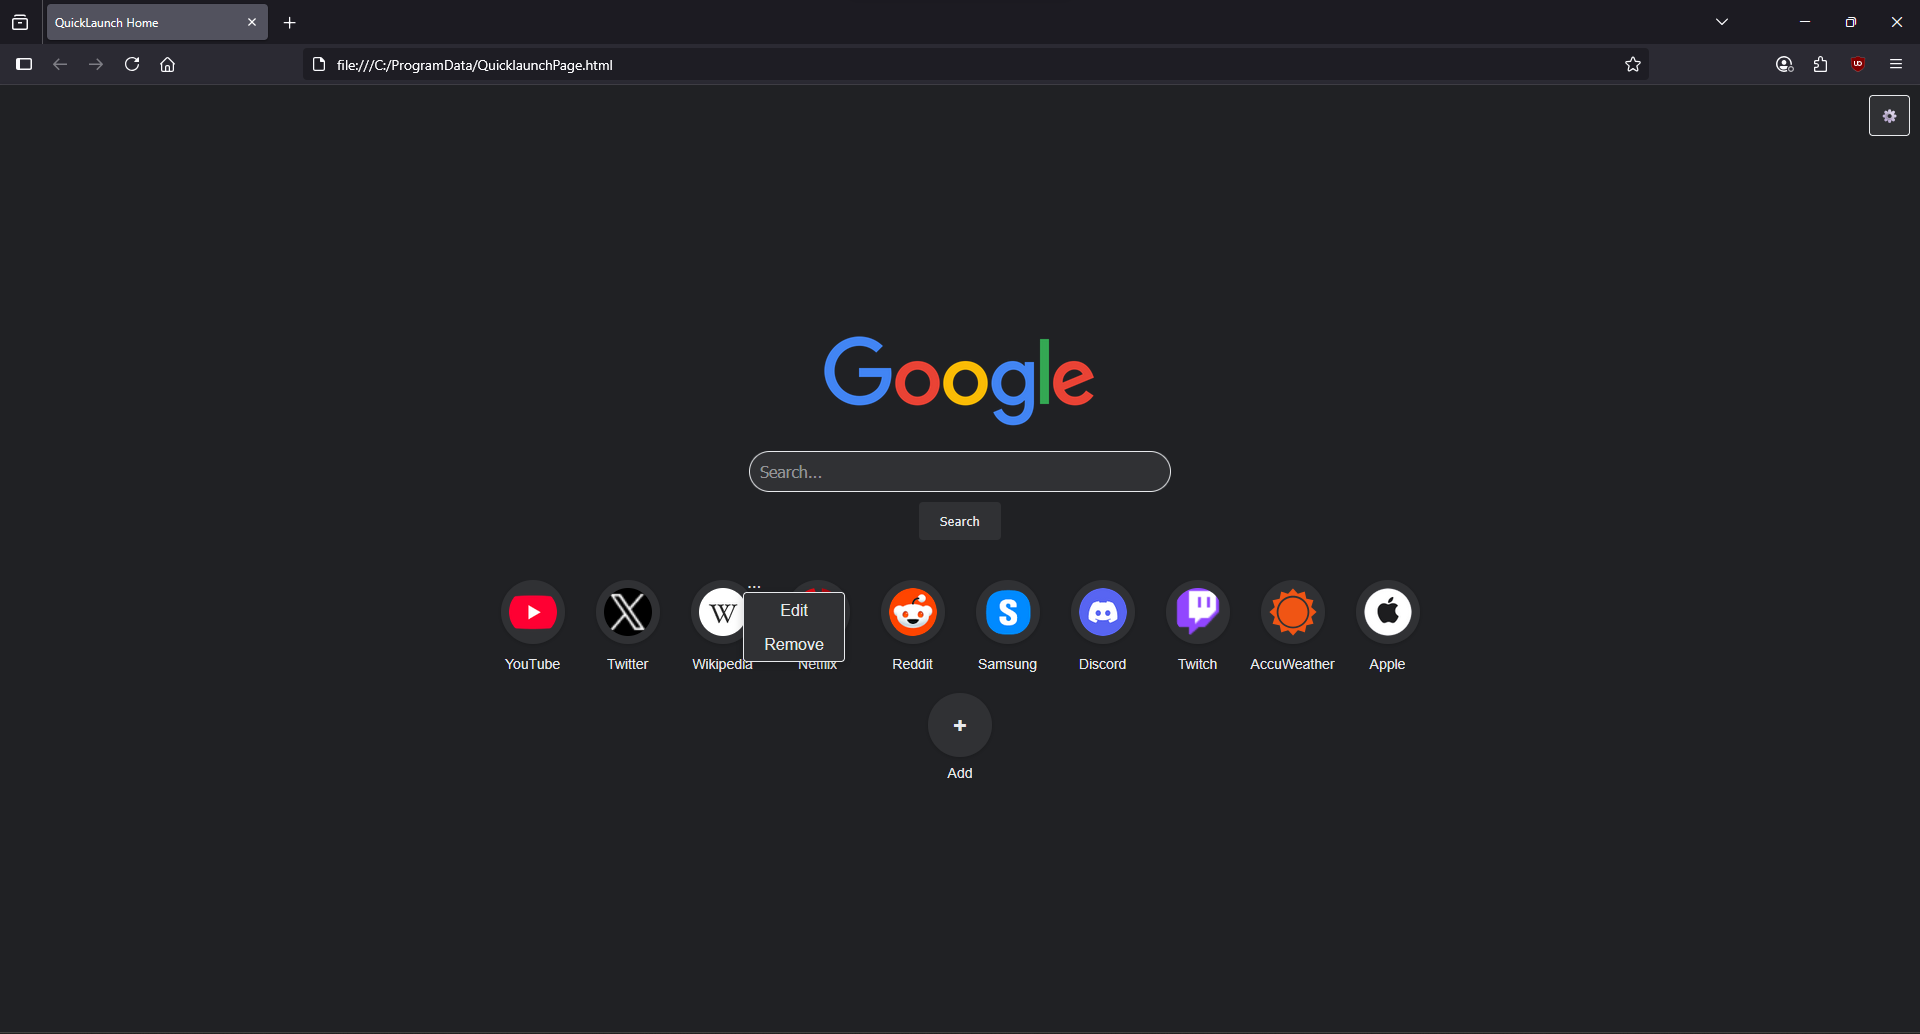 QuickLaunch Home
file:///C:/ProgramData/QuicklaunchPage.html
Google
Search...
Search
...
W
Edit
Remove
S
YouTube
Twitter
Wikipedia
Netflix
Reddit
Samsung
Discord
Twitch
AccuWeather
Apple
+
Add